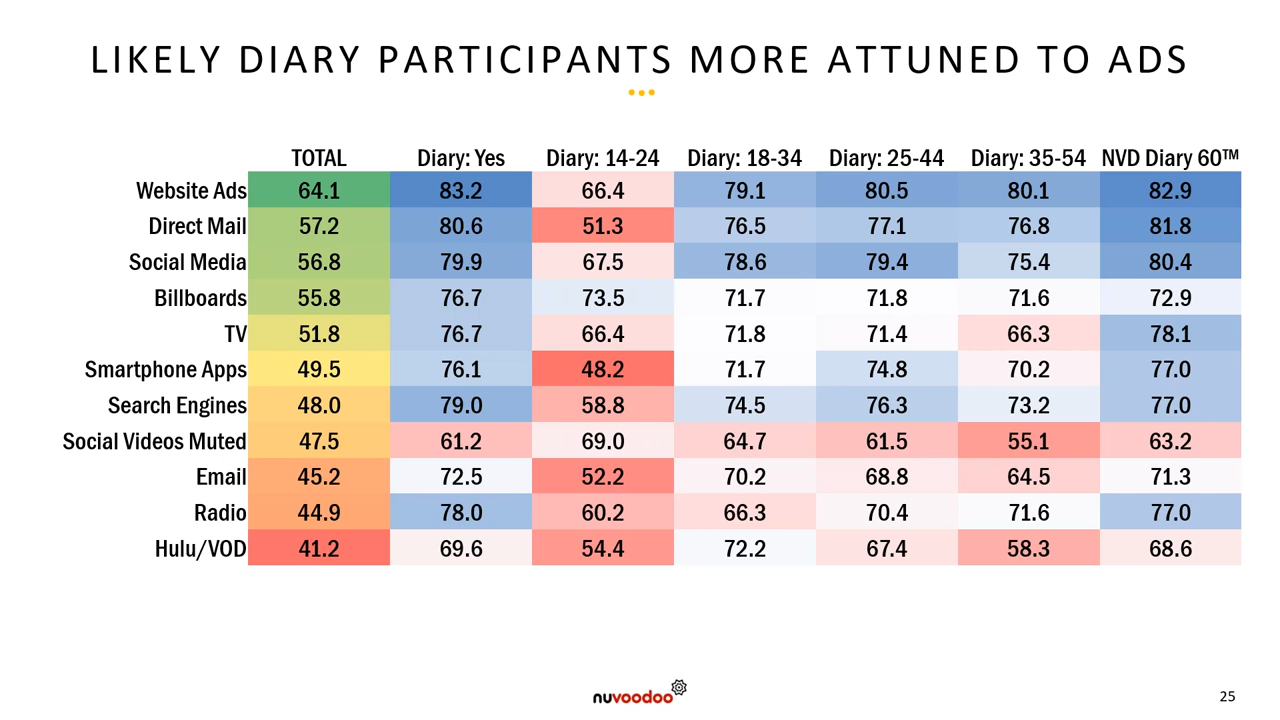 LIKELY DIARY PARTICIPANTS MORE ATTUNED TO ADS
TOTAL Diary: Yes Diary: 14-24 Diary: 18-34 Diary: 25-44 Diary: 35-54 NVD Diary 60™
Website Ads 64.1 83.2 66.4 79.1 80.5 80.1 82.9
Direct Mail 57.2 80.6 51.3 76.5 77.1 76.8 81.8
Social Media 56.8 79.9 67.5 78.6 79.4 75.4 80.4
Billboards 55.8 76.7 73.5 71.7 71.8 71.6 72.9
TV 51.8 76.7 66.4 71.8 71.4 66.3 78.1
Smartphone Apps 49.5 76.1 48.2 71.7 74.8 70.2 77.0
Search Engines 48.0 79.0 58.8 74.5 76.3 73.2 77.0
Social Videos Muted 47.5 61.2 69.0 64.7 61.5 55.1 63.2
Email 45.2 72.5 52.2 70.2 68.8 64.5 71.3
Radio 44.9 78.0 60.2 66.3 70.4 71.6 77.0
Hulu/VOD 41.2 69.6 54.4 72.2 67.4 58.3 68.6
nuvoodoo
25